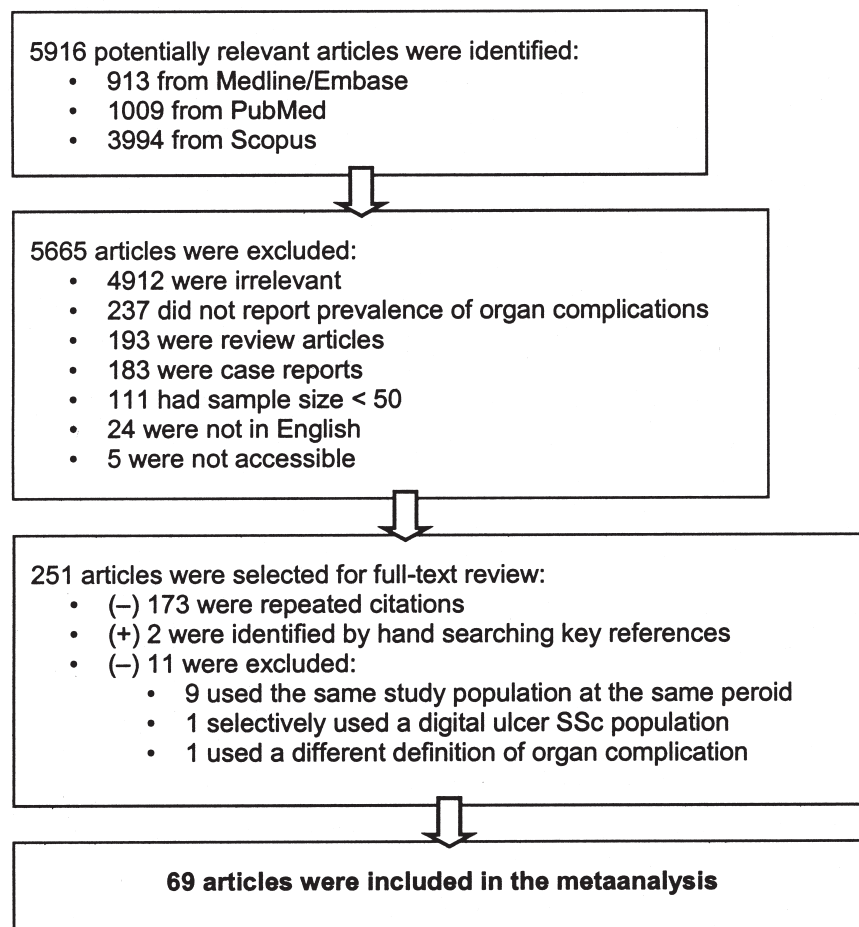 5916 potentially relevant articles were identified:
• 913 from Medline/Embase
• 1009 from PubMed
• 3994 from Scopus
5665 articles were excluded:
• 4912 were irrelevant
• 237 did not report prevalence of organ complications
• 193 were review articles
• 183 were case reports
• 111 had sample size < 50
• 24 were not in English
• 5 were not accessible
251 articles were selected for full-text review:
• (–) 173 were repeated citations
• (+) 2 were identified by hand searching key references
• (–) 11 were excluded:
• 9 used the same study population at the same peroid
• 1 selectively used a digital ulcer SSc population
• 1 used a different definition of organ complication
69 articles were included in the metaanalysis